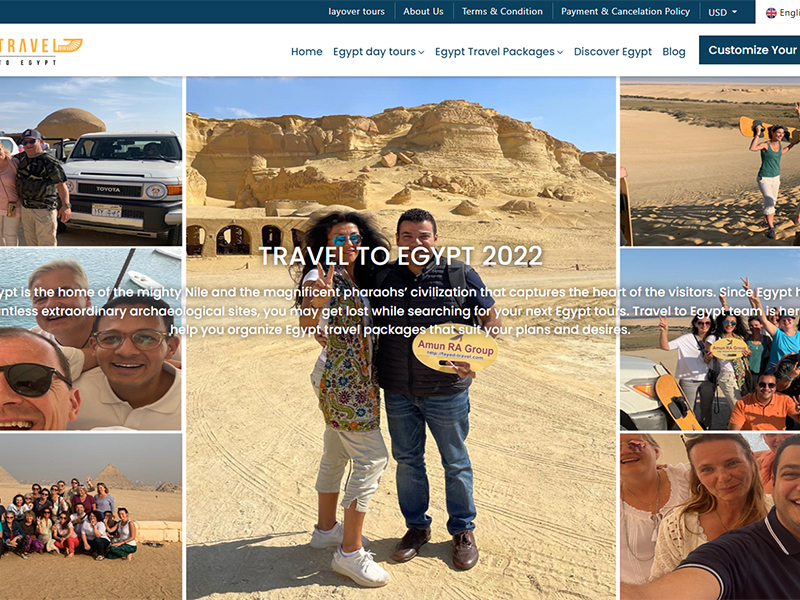 layover tours About Us Terms & Condition Payment & Cancelation Policy USD Engli
TRAVEL
TO EGYPT
Home Egypt day tours Egypt Travel Packages Discover Egypt Blog Customize Your
TOYOTA
TRAVEL TO EGYPT 2022
ypt is the home of the mighty Nile and the magnificent pharaohs' civilization that captures the heart of the visitors. Since Egypt h
ntless extraordinary archaeological sites, you may get lost while searching for your next Egypt tours. Travel to Egypt team is her
help you organize Egypt travel packages that suit your plans and desires.
Amun RA Group
Amun RA Group